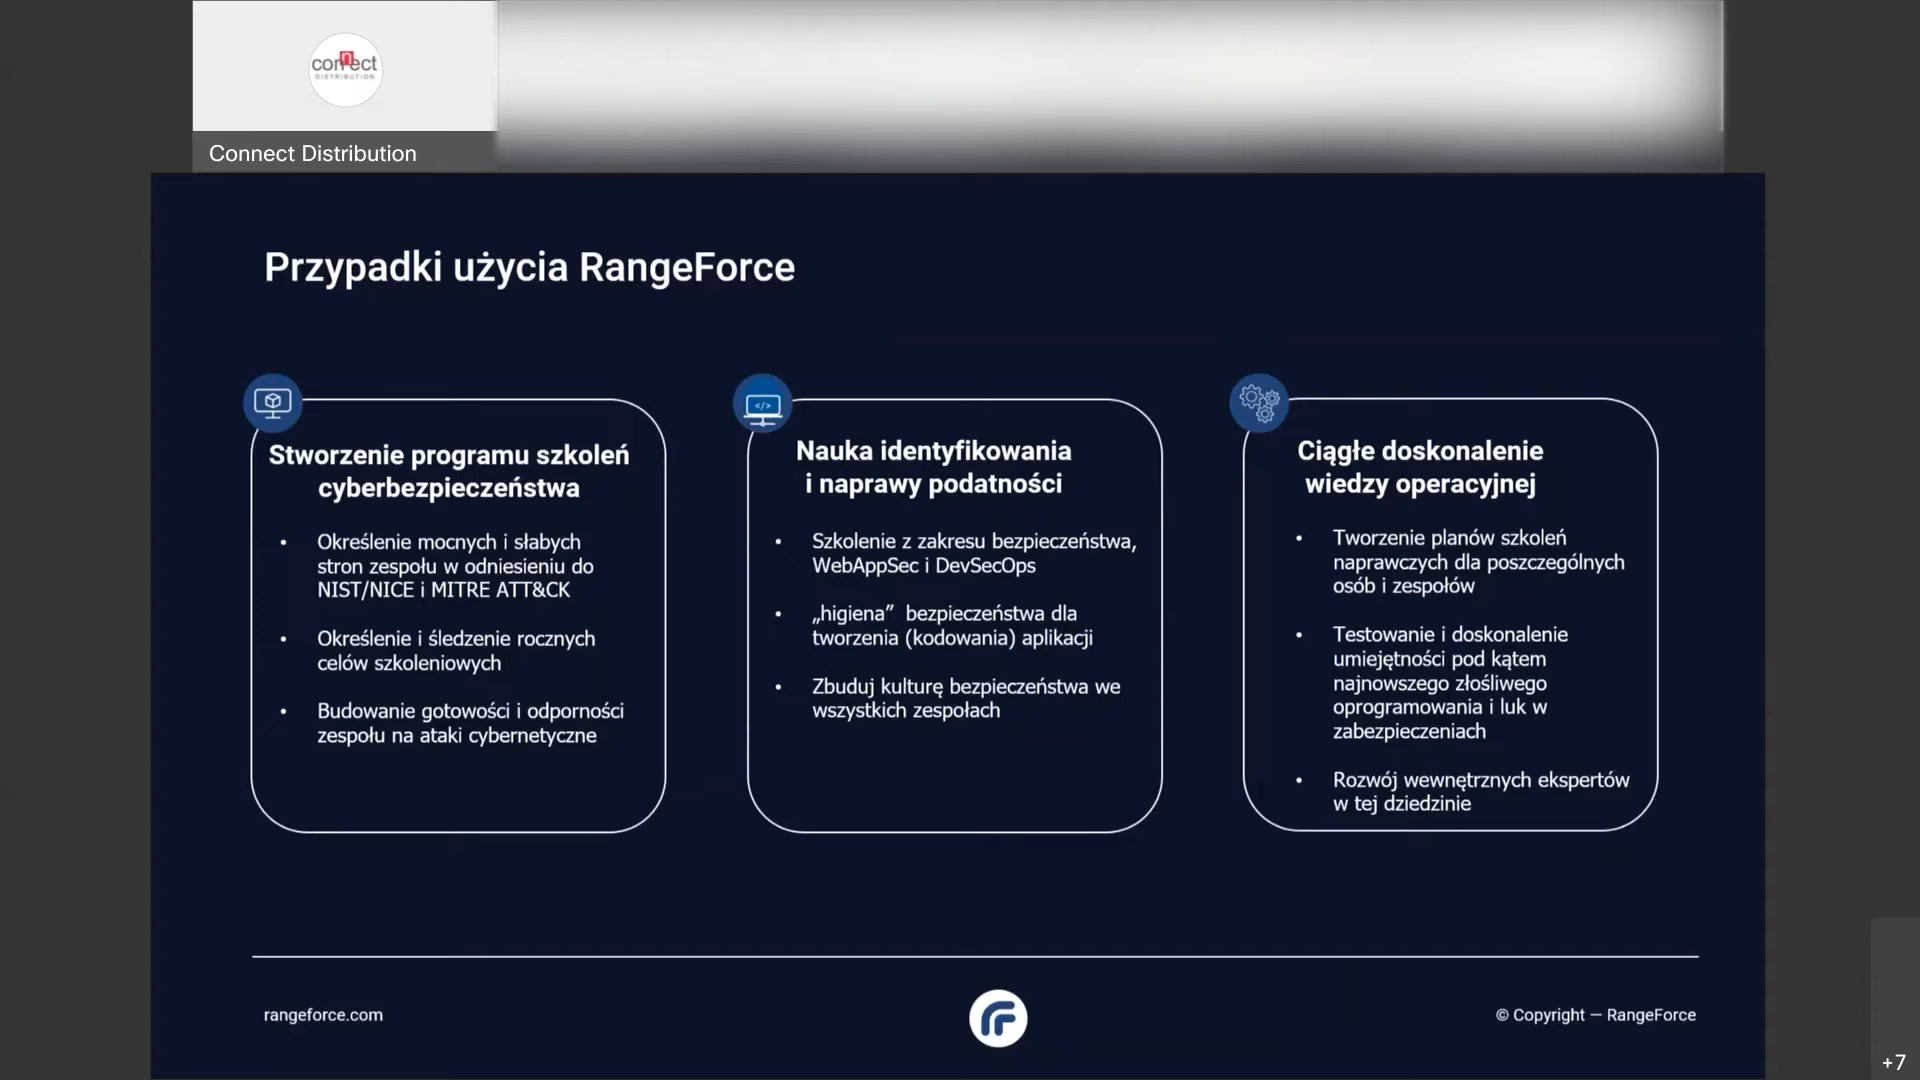 connect
DISTRIBUTION
Connect Distribution
Przypadki użycia RangeForce
Stworzenie programu szkoleń
cyberbezpieczeństwa
• Określenie mocnych i słabych
stron zespołu w odniesieniu do
NIST/NICE i MITRE ATT&CK
• Określenie i śledzenie rocznych
celów szkoleniowych
• Budowanie gotowości i odporności
zespołu na ataki cybernetyczne
</>
Nauka identyfikowania
i naprawy podatności
• Szkolenie z zakresu bezpieczeństwa,
WebAppSec i DevSecOps
• „higiena” bezpieczeństwa dla
tworzenia (kodowania) aplikacji
• Zbuduj kulturę bezpieczeństwa we
wszystkich zespołach
Ciągłe doskonalenie
wiedzy operacyjnej
• Tworzenie planów szkoleń
naprawczych dla poszczególnych
osób i zespołów
• Testowanie i doskonalenie
umiejętności pod kątem
najnowszego złośliwego
oprogramowania i luk w
zabezpieczeniach
• Rozwój wewnętrznych ekspertów
w tej dziedzinie
rangeforce.com
© Copyright — RangeForce
+7